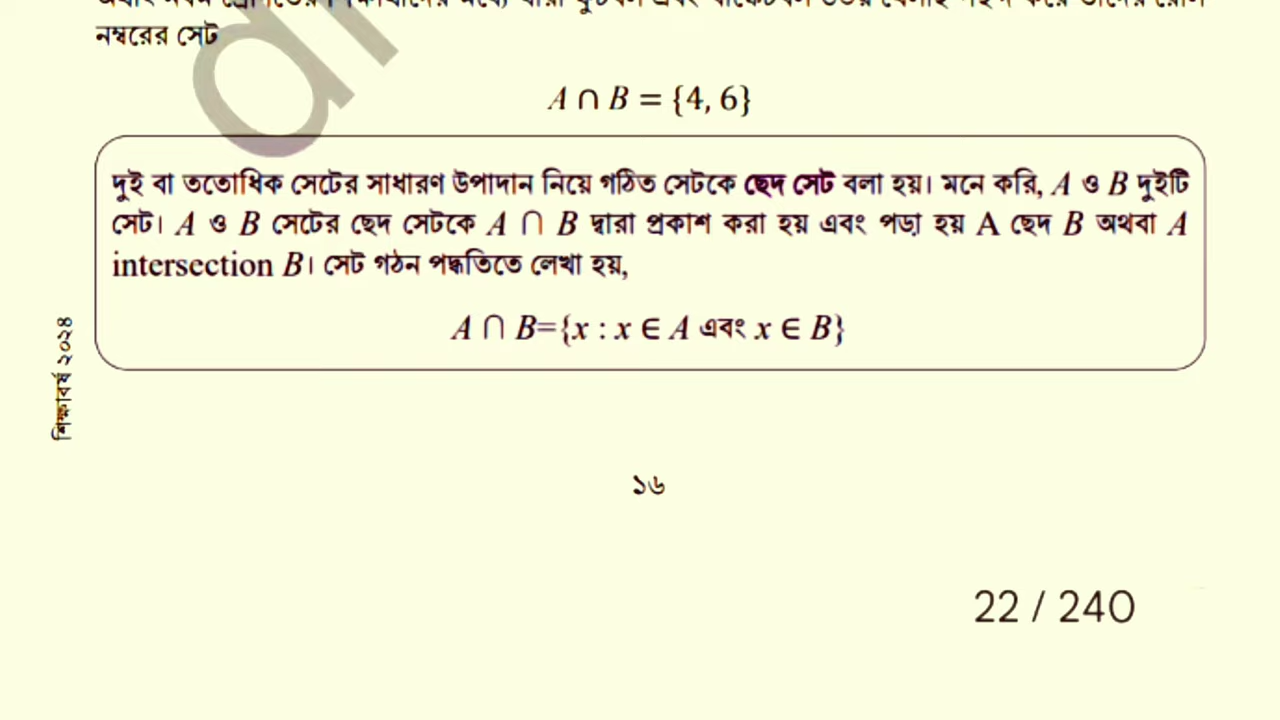 নম্বরের সেট
A ∩ B = {4, 6}
দুই বা ততোধিক সেটের সাধারণ উপাদান নিয়ে গঠিত সেটকে ছেদ সেট বলা হয়। মনে করি, A ও B দুইটি
সেট। A ও B সেটের ছেদ সেটকে A ∩ B দ্বারা প্রকাশ করা হয় এবং পড়া হয় A ছেদ B অথবা A
intersection B। সেট গঠন পদ্ধতিতে লেখা হয়,
A ∩ B={x : x ∈ A এবং x ∈ B}
শিক্ষাবর্ষ ২০২৪
১৬
22 / 240